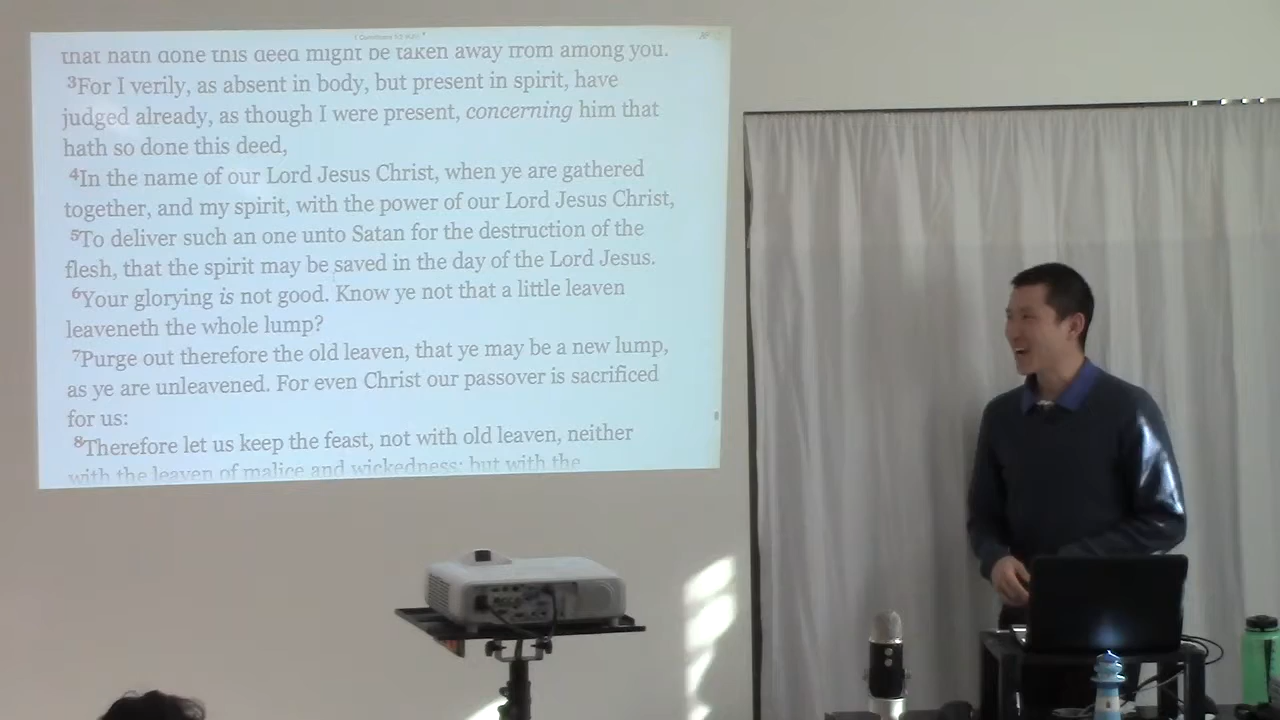 that hath done this deed might be taken away from among you.
3For I verily, as absent in body, but present in spirit, have
judged already, as though I were present, concerning him that
hath so done this deed,
4In the name of our Lord Jesus Christ, when ye are gathered
together, and my spirit, with the power of our Lord Jesus Christ,
5To deliver such an one unto Satan for the destruction of the
flesh, that the spirit may be saved in the day of the Lord Jesus.
6Your glorying is not good. Know ye not that a little leaven
leaveneth the whole lump?
7Purge out therefore the old leaven, that ye may be a new lump,
as ye are unleavened. For even Christ our passover is sacrificed
for us:
8Therefore let us keep the feast, not with old leaven, neither
with the leaven of malice and wickedness; but with the